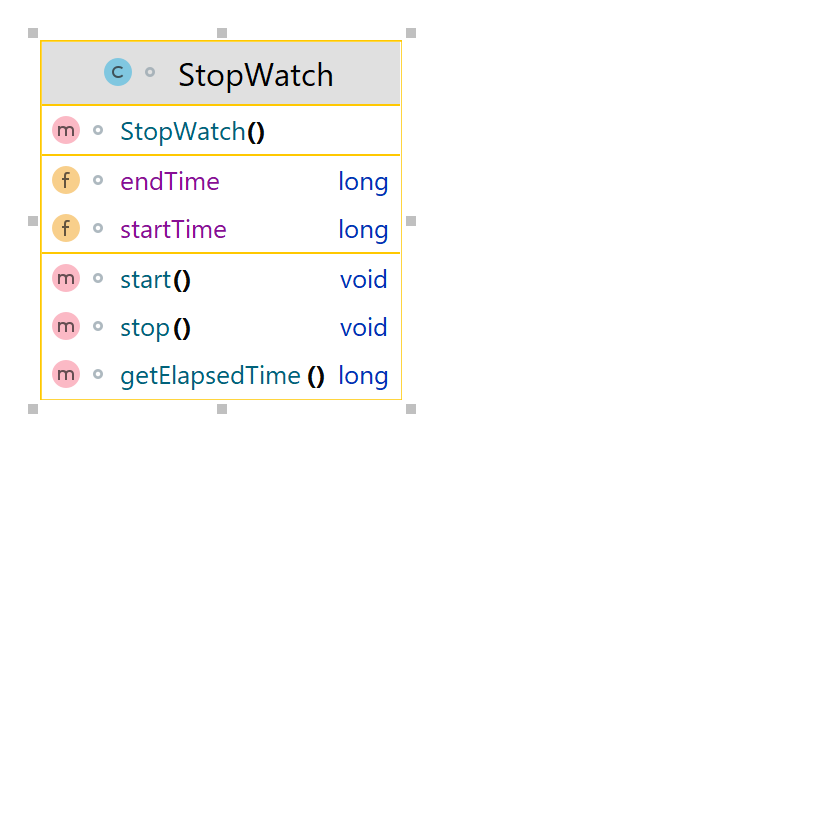 C StopWatch
m StopWatch()
f endTime long
f startTime long
m start() void
m stop() void
m getElapsedTime () long